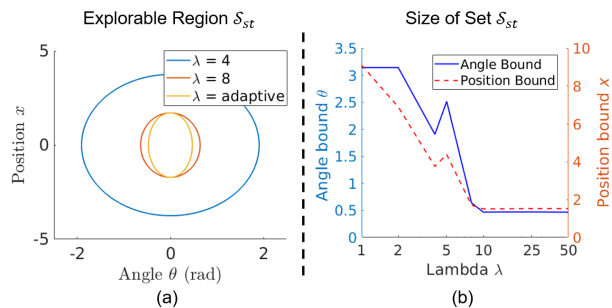 Explorable Region 𝒮st
5
0
-5
Position x
λ = 4
λ = 8
λ = adaptive
-2
0
2
Angle θ (rad)
(a)
Size of Set 𝒮st
3.5
3
2.5
2
1.5
1
0.5
0
Angle bound θ
Angle Bound
Position Bound
10
8
6
4
2
0
Position bound x
1
2
5
10
25
50
Lambda λ
(b)